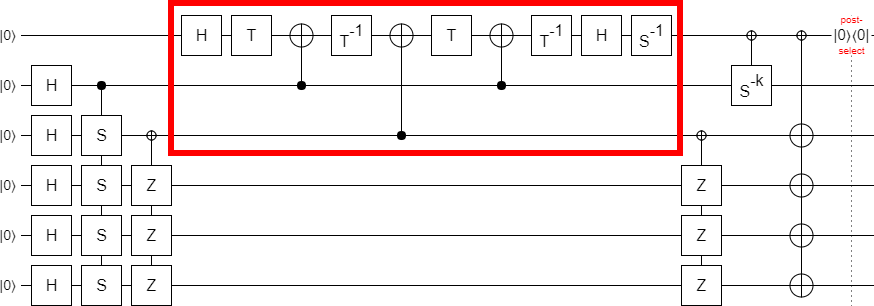 post-
|0⟩ H T T⁻¹ T T⁻¹ H S⁻¹ |0⟩⟨0|
select
|0⟩ H S⁻ᵏ
|0⟩ H S
|0⟩ H S Z Z
|0⟩ H S Z Z
|0⟩ H S Z Z